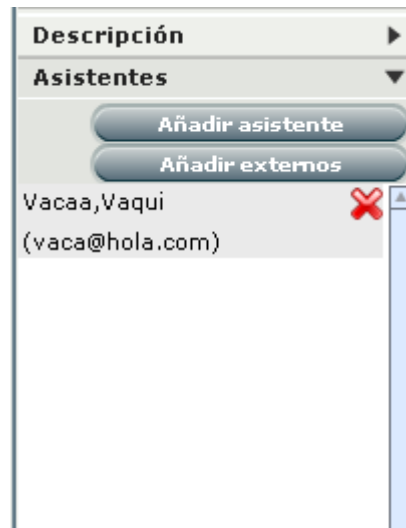 Descripción
Asistentes
Añadir asistente
Añadir externos
Vacaa,Vaqui
(vaca@hola.com)